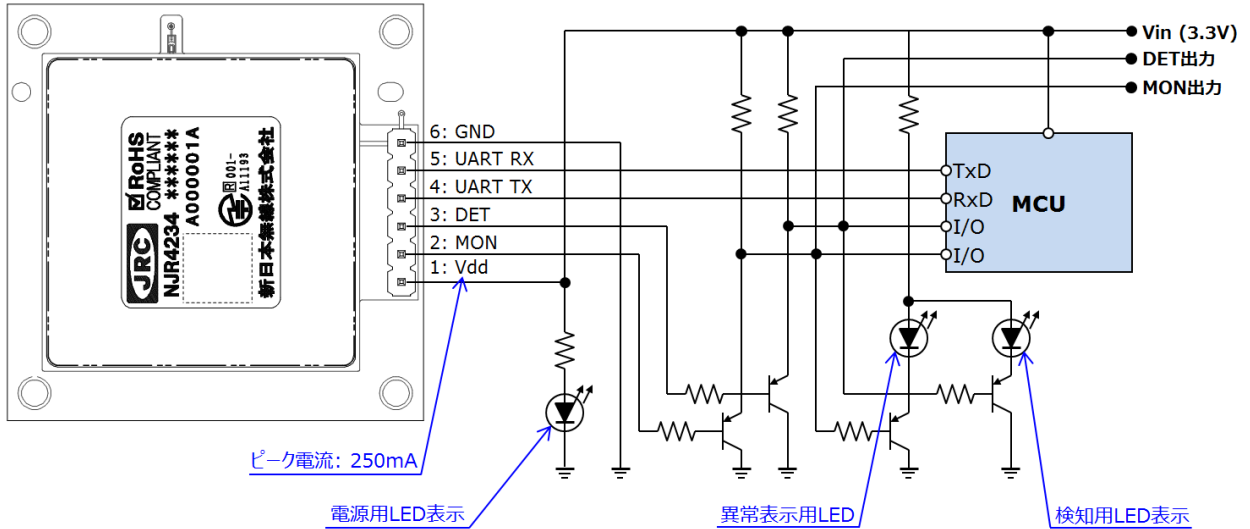 Vin (3.3V)
DET出力
MON出力
6: GND
5: UART RX
4: UART TX
3: DET
2: MON
1: Vdd
JRC
RoHS
COMPLIANT
NJR4234 ******
A000001A
R 001-
A11193
新日本無線株式会社
TxD
RxD
I/O
I/O
MCU
ピーク電流: 250mA
電源用LED表示
異常表示用LED
検知用LED表示